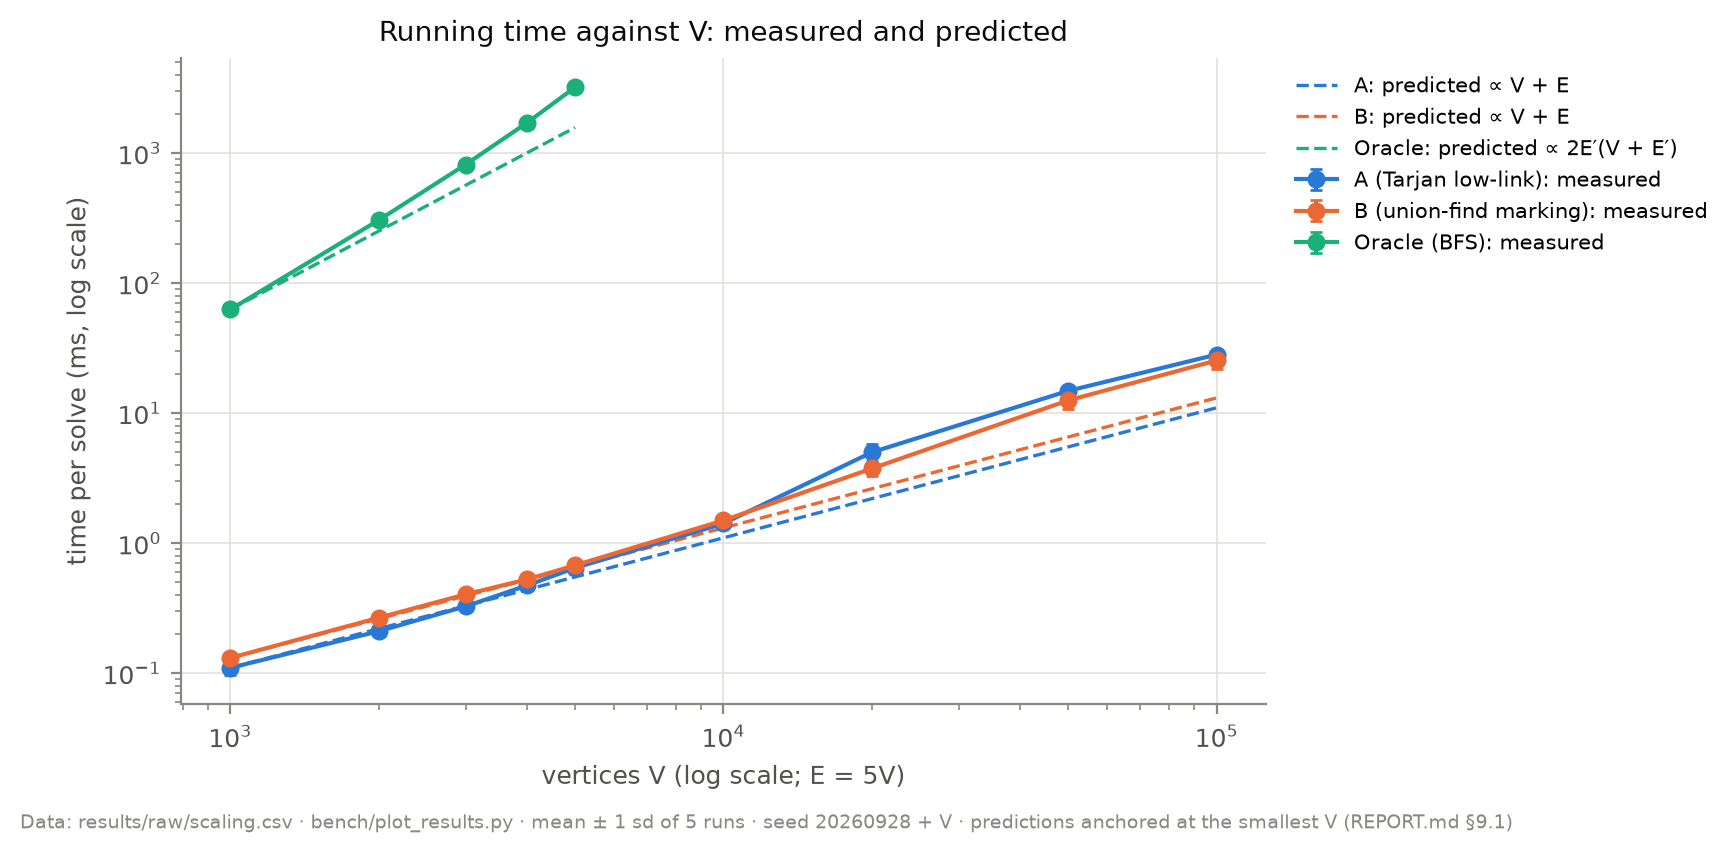 Running time against V: measured and predicted
time per solve (ms, log scale)
10³
10²
10¹
10⁰
10⁻¹
10³
10⁴
10⁵
vertices V (log scale; E = 5V)
A: predicted ∝ V + E
B: predicted ∝ V + E
Oracle: predicted ∝ 2E′(V + E′)
A (Tarjan low-link): measured
B (union-find marking): measured
Oracle (BFS): measured
Data: results/raw/scaling.csv · bench/plot_results.py · mean ± 1 sd of 5 runs · seed 20260928 + V · predictions anchored at the smallest V (REPORT.md §9.1)